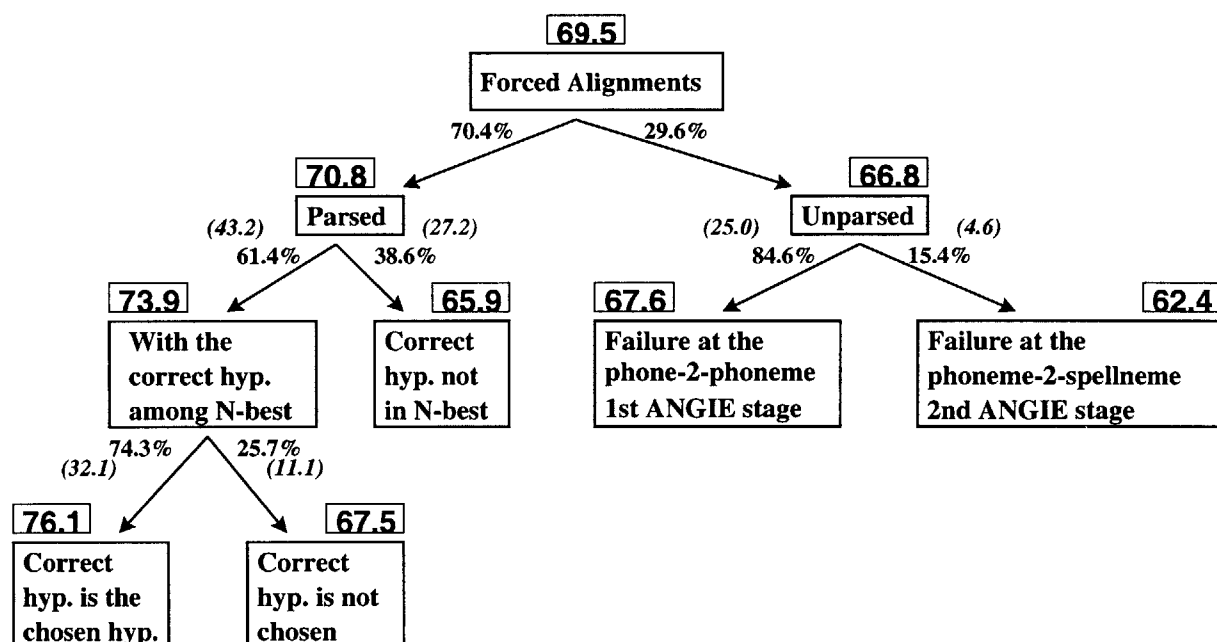 69.5
Forced Alignments
70.4% 29.6%
70.8 66.8
Parsed Unparsed
(43.2) (27.2) (25.0) (4.6)
61.4% 38.6% 84.6% 15.4%
73.9 65.9 67.6 62.4
With the
correct hyp.
among N-best
Correct
hyp. not
in N-best
Failure at the
phone-2-phoneme
1st ANGIE stage
Failure at the
phoneme-2-spellneme
2nd ANGIE stage
74.3% 25.7%
(32.1) (11.1)
76.1 67.5
Correct
hyp. is the
chosen hyp.
Correct
hyp. is not
chosen